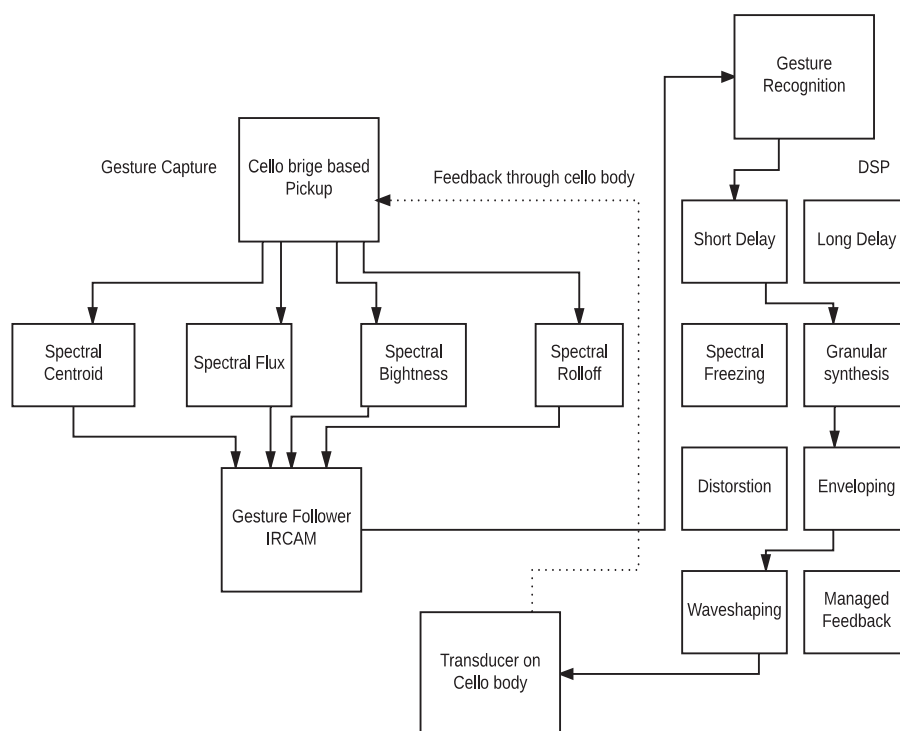 Gesture
Recognition
Gesture Capture
Cello brige based
Pickup
Feedback through cello body
DSP
Short Delay
Long Delay
Spectral
Centroid
Spectral Flux
Spectral
Bightness
Spectral
Rolloff
Spectral
Freezing
Granular
synthesis
Gesture Follower
IRCAM
Distorstion
Enveloping
Waveshaping
Managed
Feedback
Transducer on
Cello body